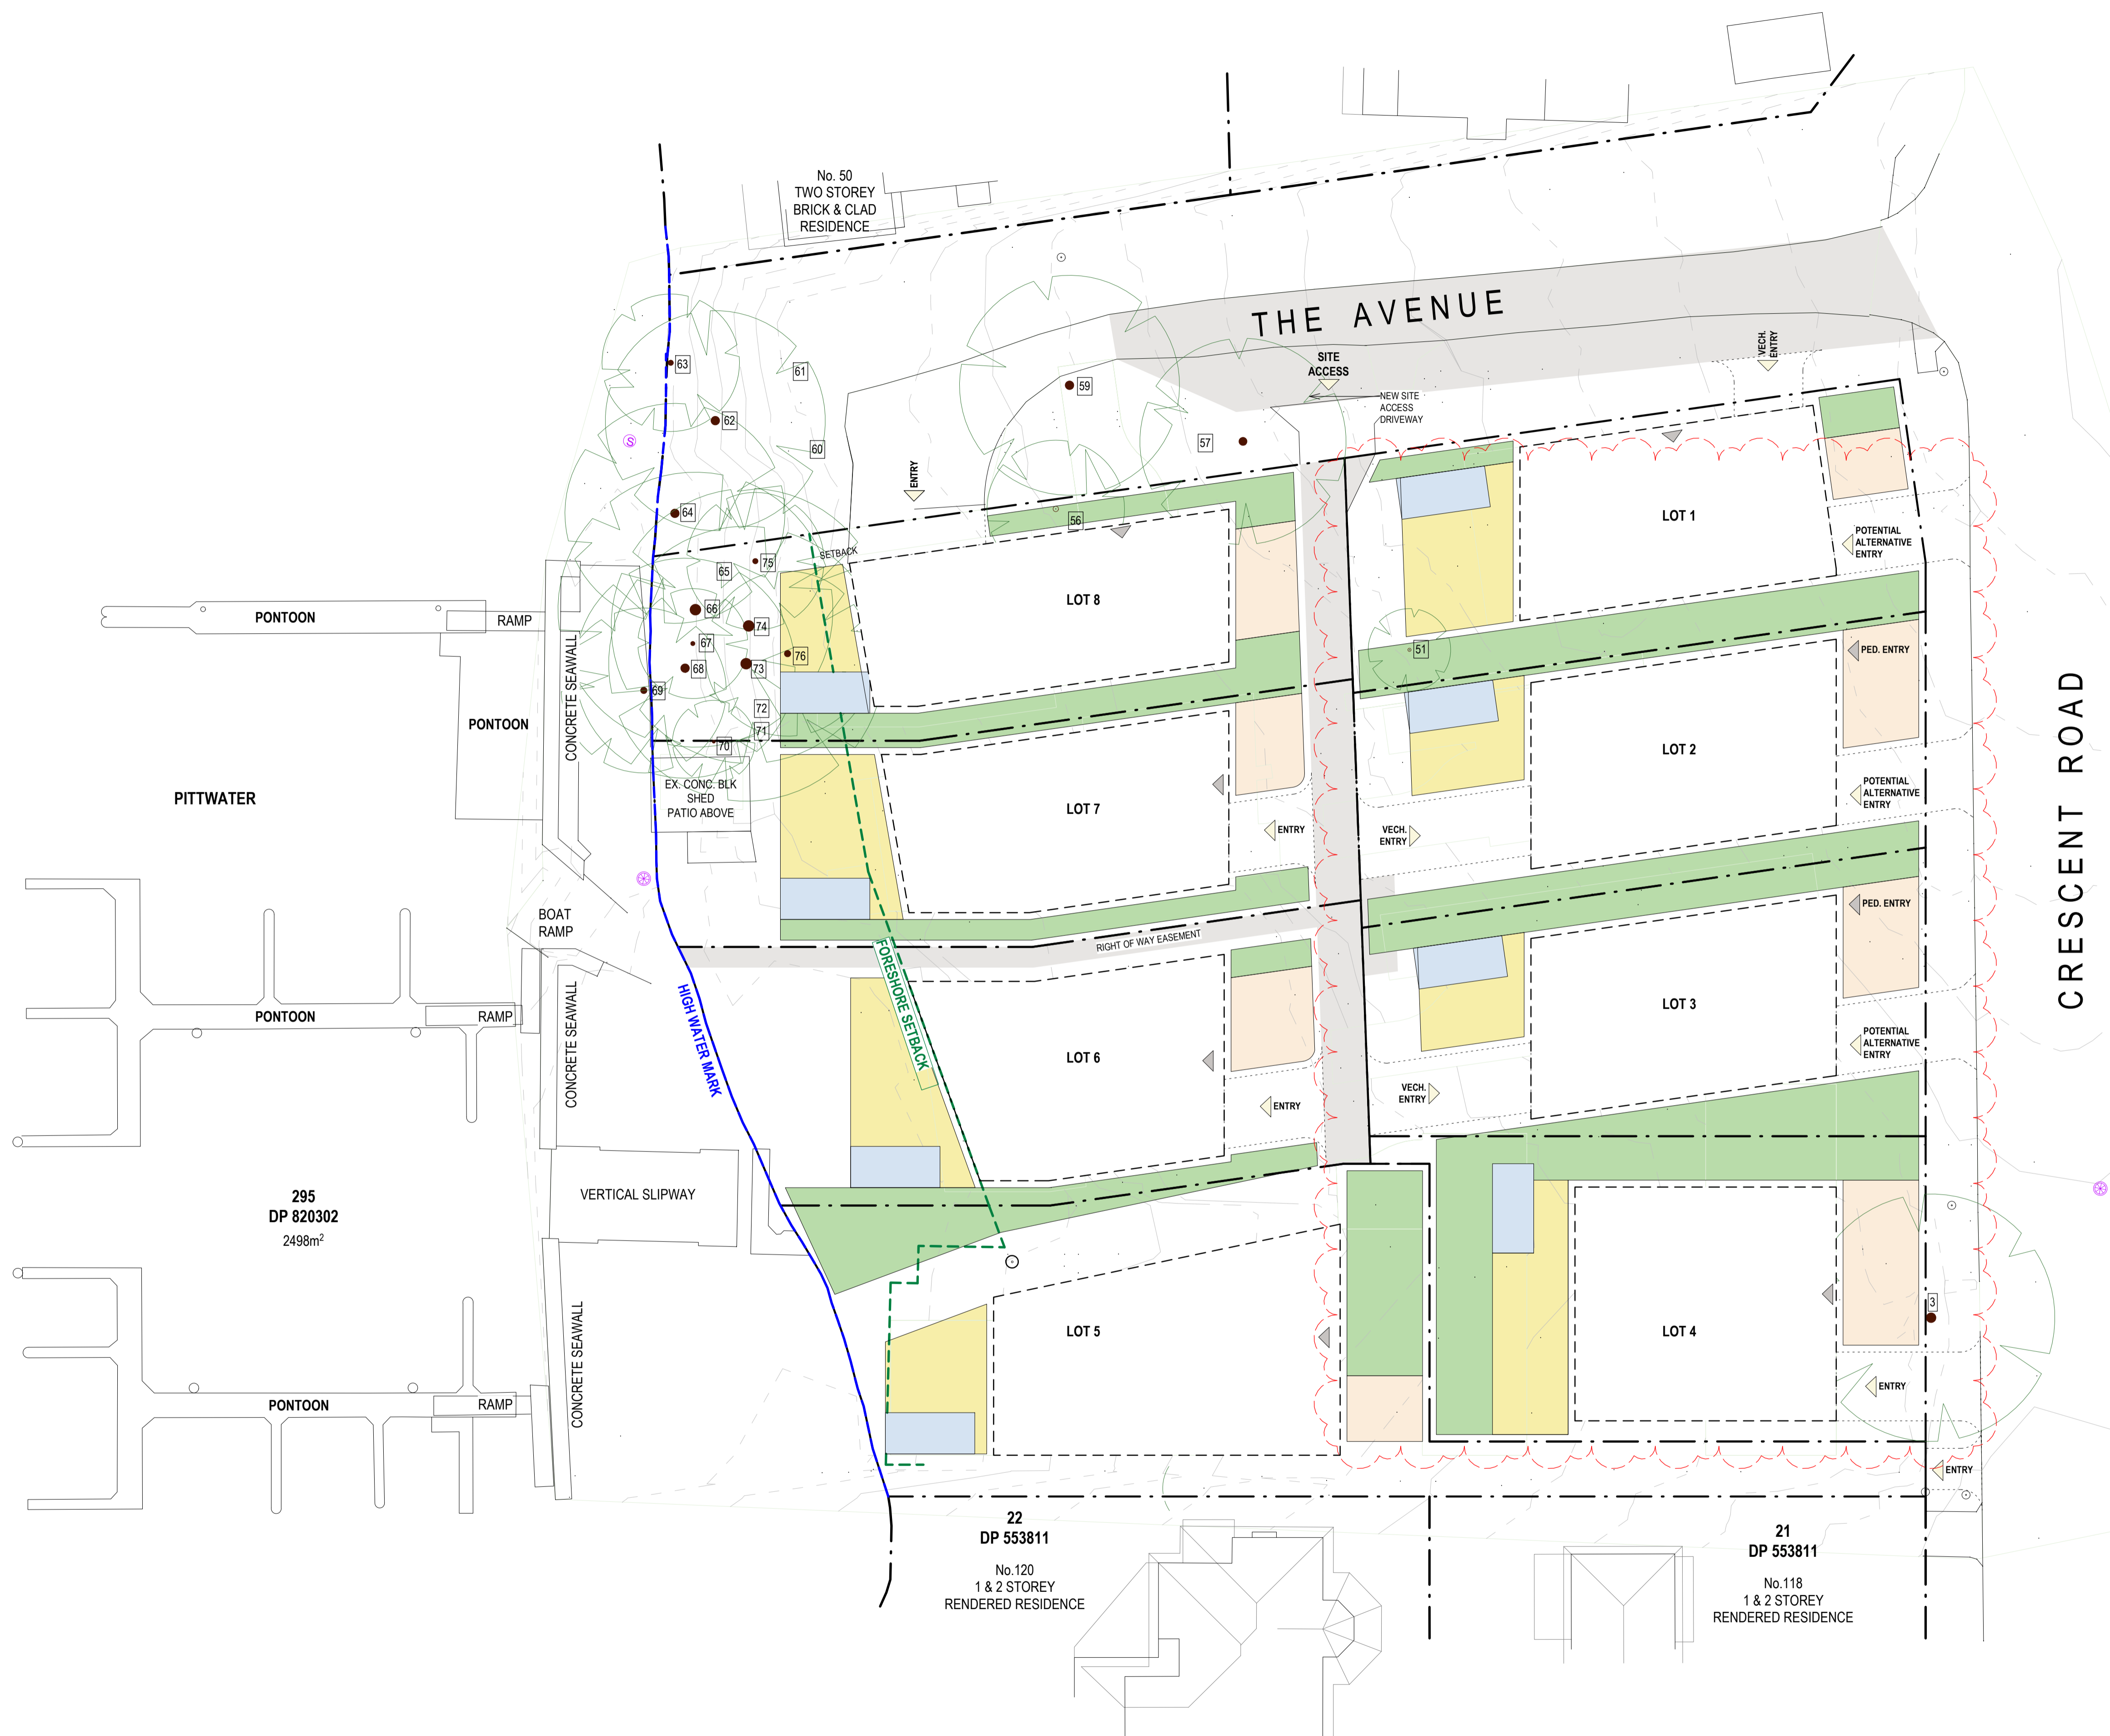 No. 50
TWO STOREY
BRICK & CLAD
RESIDENCE
THE AVENUE
SITE
ACCESS
NEW SITE
ACCESS
DRIVEWAY
VECH.
ENTRY
63
61
59
62
60
57
S
ENTRY
64
56
LOT 1
POTENTIAL
ALTERNATIVE
ENTRY
SETBACK
75
65
LOT 8
66
PONTOON
RAMP
74
67
76
68
73
69
51
PED. ENTRY
72
71
70
CONCRETE SEAWALL
PONTOON
LOT 2
EX. CONC. BLK
SHED
PATIO ABOVE
PITTWATER
LOT 7
POTENTIAL
ALTERNATIVE
ENTRY
ENTRY
VECH.
ENTRY
CRESCENT ROAD
BOAT
RAMP
PED. ENTRY
RIGHT OF WAY EASEMENT
FORESHORE SETBACK
HIGH WATER MARK
PONTOON
RAMP
CONCRETE SEAWALL
LOT 3
LOT 6
POTENTIAL
ALTERNATIVE
ENTRY
VECH.
ENTRY
ENTRY
295
DP 820302
2498m²
VERTICAL SLIPWAY
3
LOT 5
LOT 4
CONCRETE SEAWALL
ENTRY
PONTOON
RAMP
ENTRY
22
DP 553811
No.120
1 & 2 STOREY
RENDERED RESIDENCE
21
DP 553811
No.118
1 & 2 STOREY
RENDERED RESIDENCE